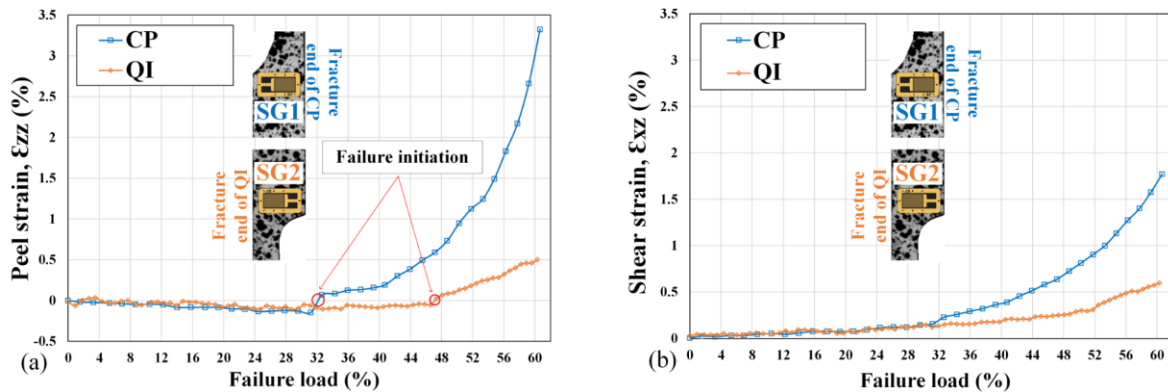 3.5
3
2.5
2
1.5
1
0.5
0
-0.5
Peel strain, εzz (%)
CP
QI
Fracture
end of CP
SG1
SG2
Fracture
end of QI
Failure initiation
0 4 8 12 16 20 24 28 32 36 40 44 48 52 56 60
Failure load (%)
(a)
3.5
3
2.5
2
1.5
1
0.5
0
Shear strain, εxz (%)
CP
QI
Fracture
end of CP
SG1
SG2
Fracture
end of QI
0 4 8 12 16 20 24 28 32 36 40 44 48 52 56 60
Failure load (%)
(b)